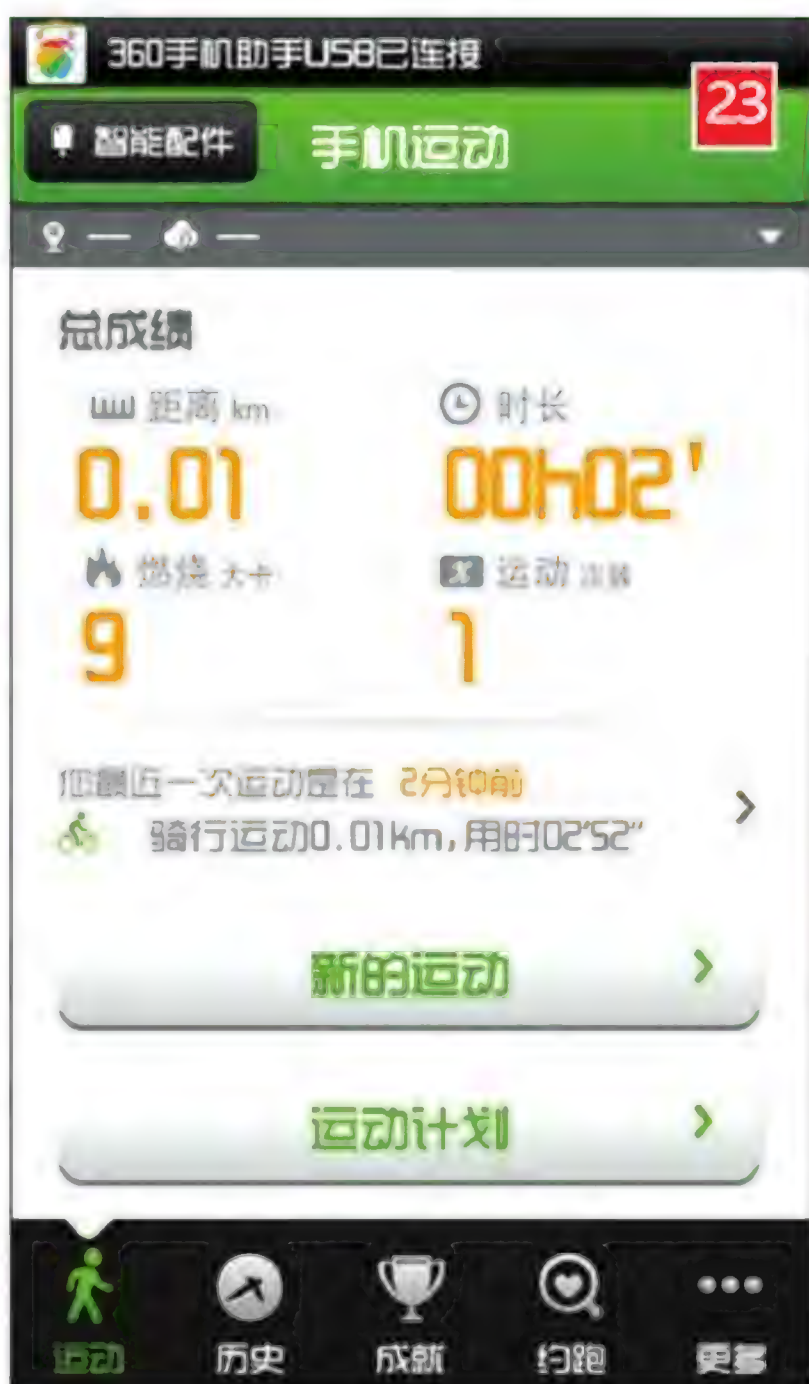 360手机助手USB已连接
23
智能配件 手机运动
— —
总成绩
距离 km 时长
0.01 00h02'
燃烧 大卡 运动 次数
9 1
您最近一次运动是在 2分钟前
骑行运动0.01km,用时02'52"
新的运动
运动计划
运动 历史 成就 约跑 更多